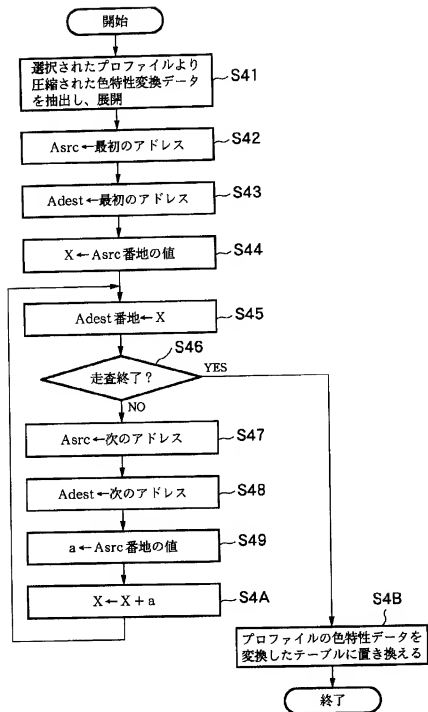 開始
選択されたプロファイルより
圧縮された色特性変換データ
を抽出し、展開
S41
Asrc←最初のアドレス
S42
Adest←最初のアドレス
S43
X←Asrc番地の値
S44
Adest番地←X
S45
走査終了?
S46
YES
NO
Asrc←次のアドレス
S47
Adest←次のアドレス
S48
a←Asrc番地の値
S49
X←X+a
S4A
S4B
プロファイルの色特性データを
変換したテーブルに置き換える
終了